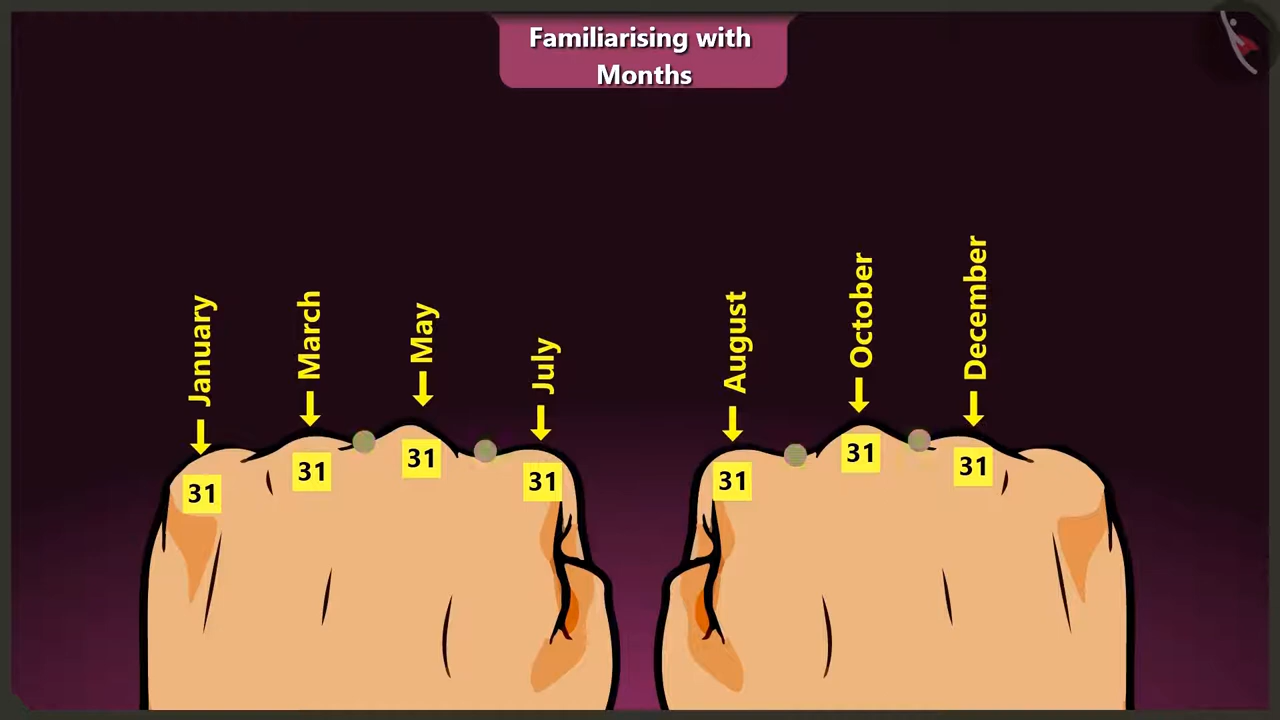 Familiarising with
Months
January
March
May
July
August
October
December
31
31
31
31
31
31
31